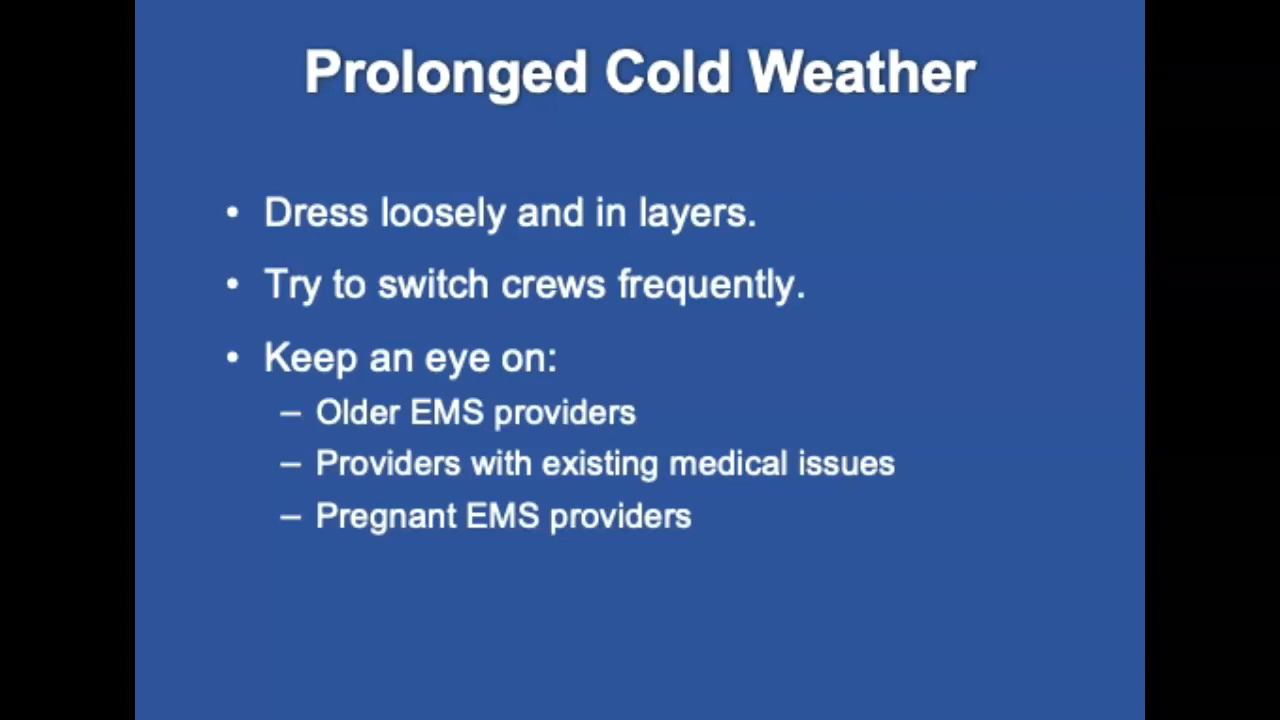 Prolonged Cold Weather
• Dress loosely and in layers.
• Try to switch crews frequently.
• Keep an eye on:
– Older EMS providers
– Providers with existing medical issues
– Pregnant EMS providers